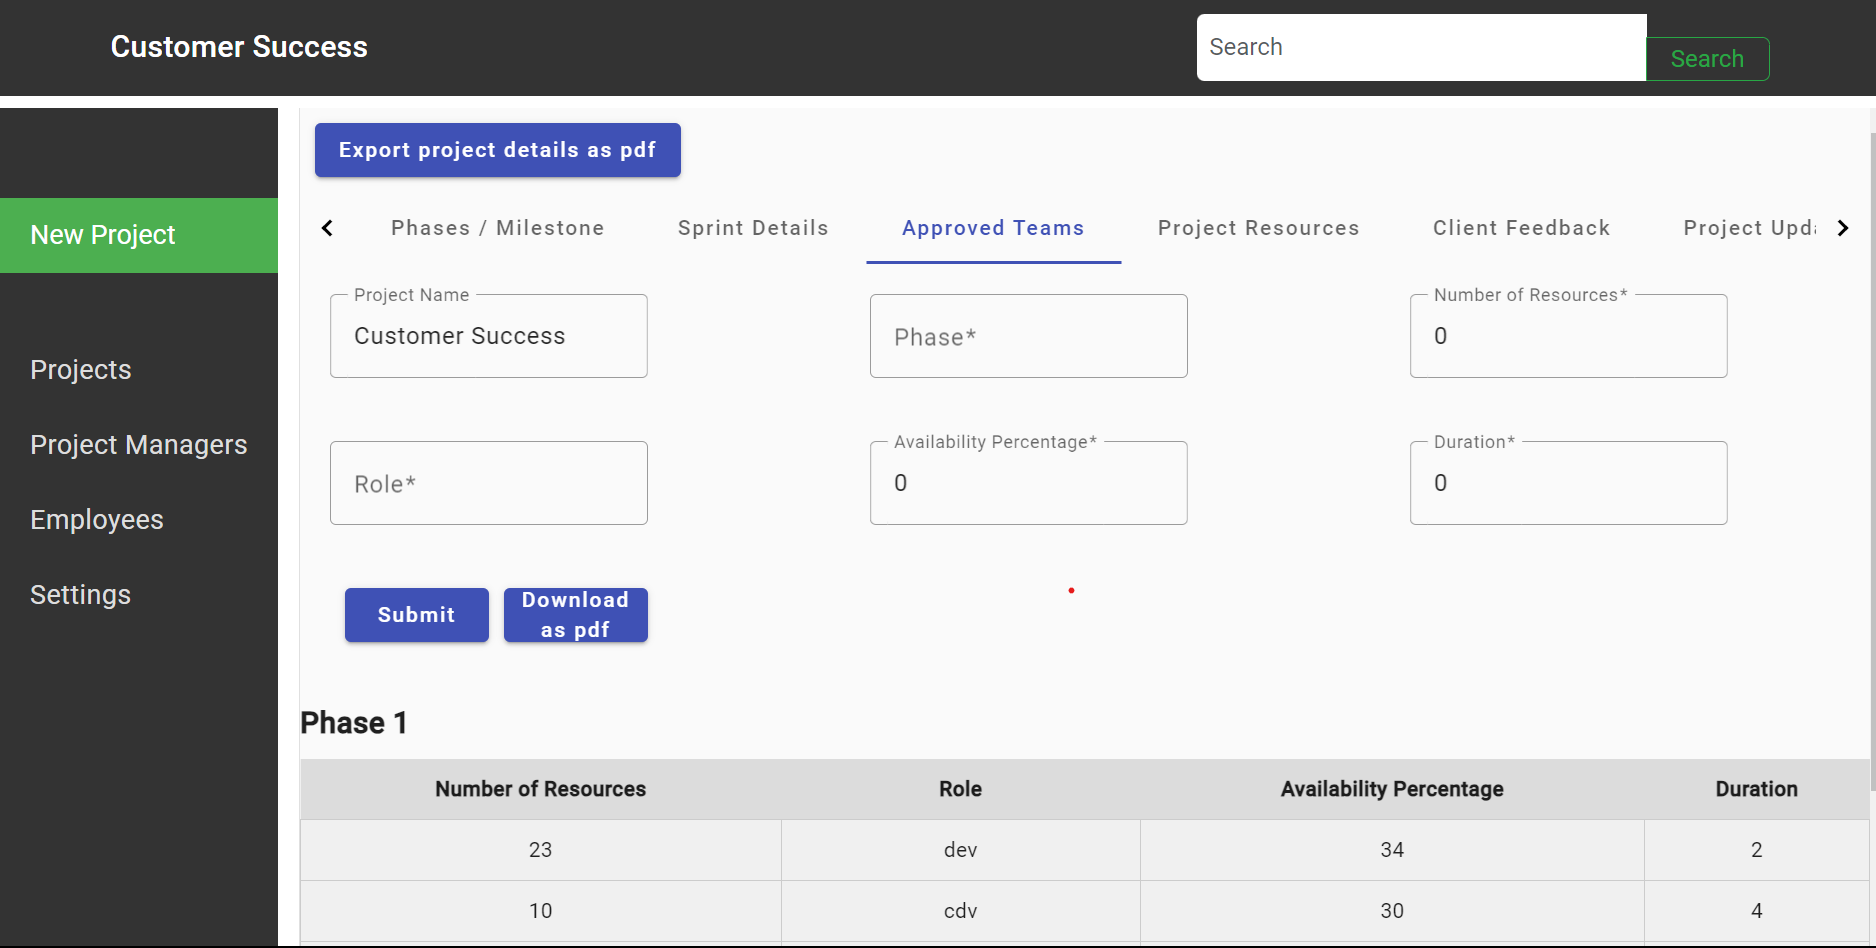 Customer Success
Search
Search
New Project
Projects
Project Managers
Employees
Settings
Export project details as pdf
Phases / Milestone
Sprint Details
Approved Teams
Project Resources
Client Feedback
Project Upda
Project Name
Customer Success
Phase*
Number of Resources*
0
Role*
Availability Percentage*
0
Duration*
0
Submit
Download
as pdf
Phase 1
Number of Resources Role Availability Percentage Duration
23 dev 34 2
10 cdv 30 4